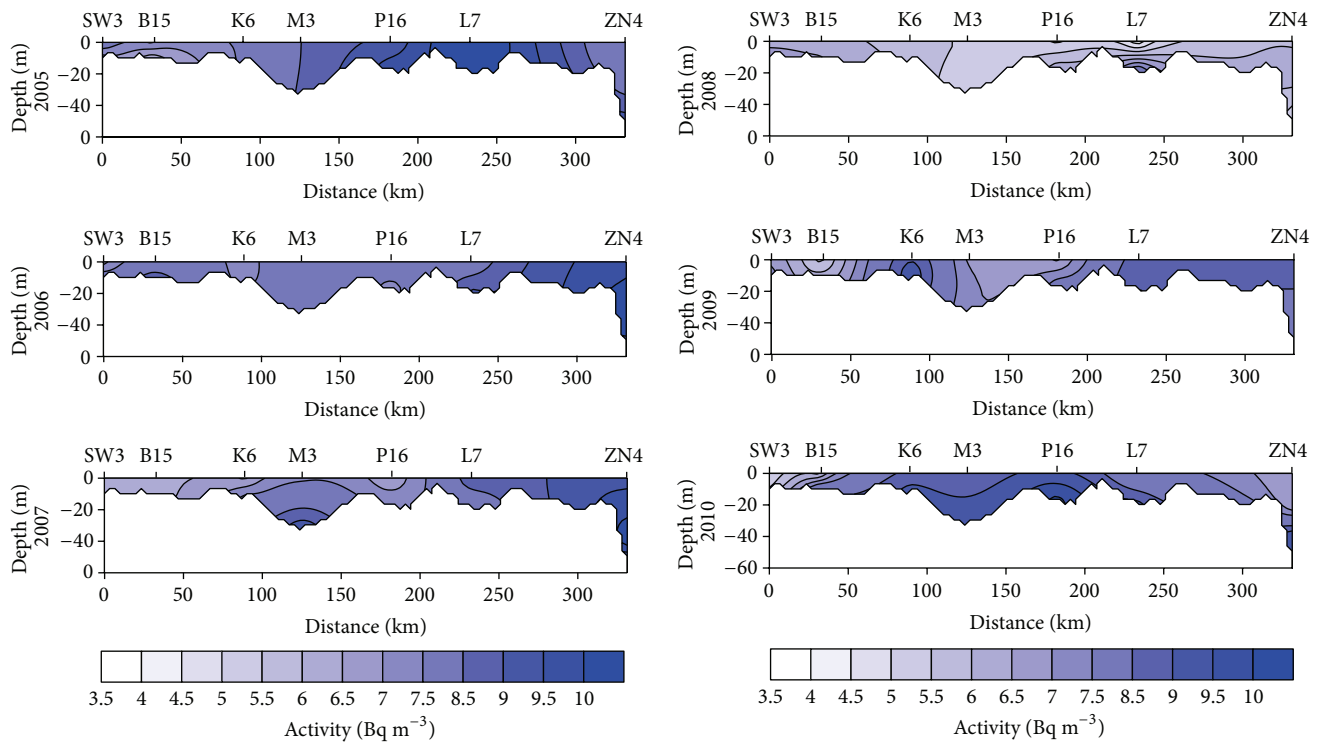 SW3 B15 K6 M3 P16 L7 ZN4
Depth (m)
2005
0
−20
−40
0
0 50 100 150 200 250 300
Distance (km)
SW3 B15 K6 M3 P16 L7 ZN4
Depth (m)
2006
0
−20
−40
0
0 50 100 150 200 250 300
Distance (km)
SW3 B15 K6 M3 P16 L7 ZN4
Depth (m)
2007
0
−20
−40
0
0 50 100 150 200 250 300
Distance (km)
3.5 4 4.5 5 5.5 6 6.5 7 7.5 8.5 9 9.5 10
Activity (Bq m⁻³)
SW3 B15 K6 M3 P16 L7 ZN4
Depth (m)
2008
0
−20
−40
0
0 50 100 150 200 250 300
Distance (km)
SW3 B15 K6 M3 P16 L7 ZN4
Depth (m)
2009
0
−20
−40
0
0 50 100 150 200 250 300
Distance (km)
SW3 B15 K6 M3 P16 L7 ZN4
Depth (m)
2010
0
−20
−40
−60
0 50 100 150 200 250 300
Distance (km)
3.5 4 4.5 5 5.5 6 6.5 7 7.5 8.5 9 9.5 10
Activity (Bq m⁻³)